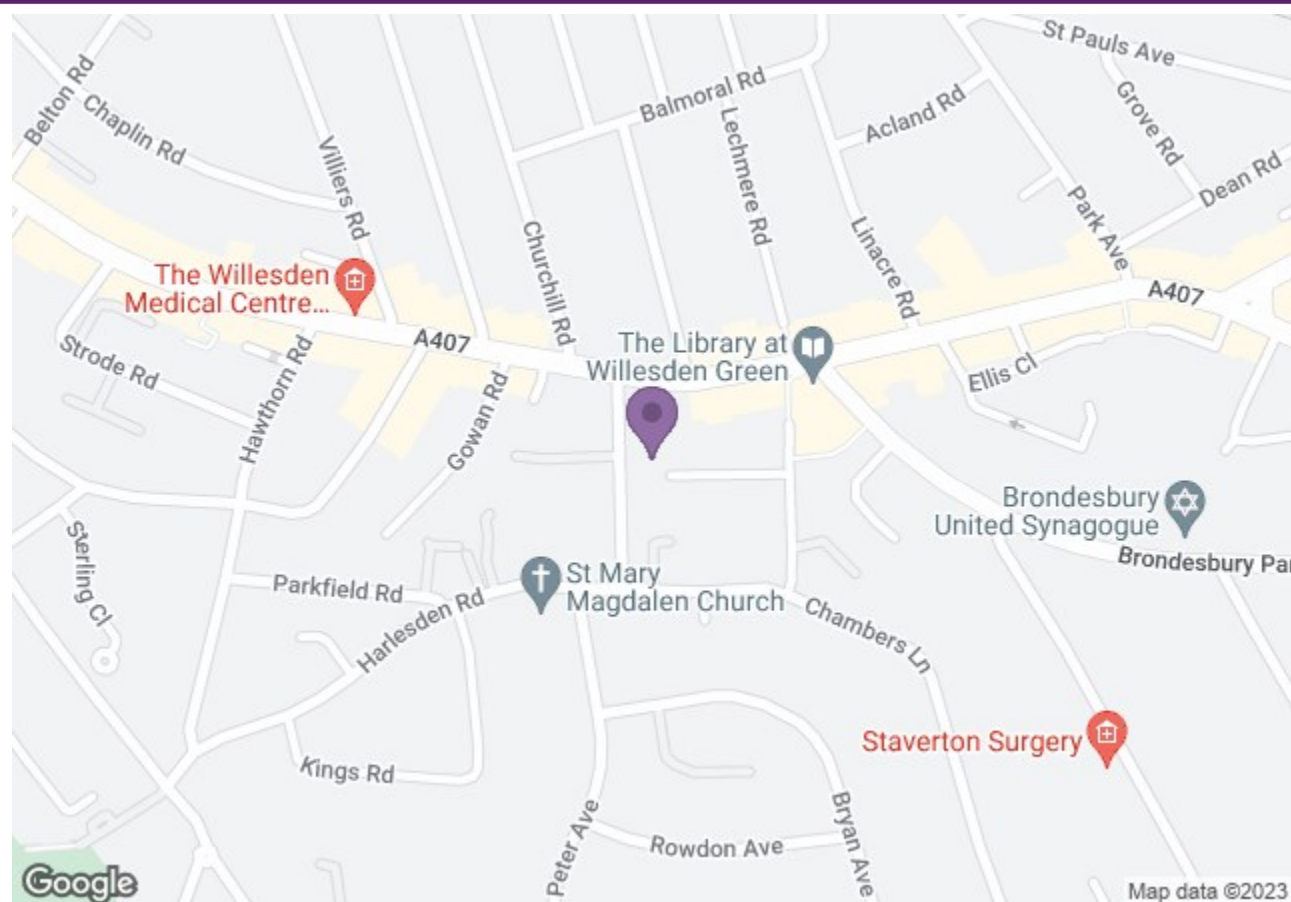 St Pauls Ave
Belton Rd
Chaplin Rd
Villiers Rd
Balmoral Rd
Lechmere Rd
Acland Rd
Grove Rd
Dean Rd
Park Ave
Churchill Rd
Linacre Rd
The Willesden
Medical Centre...
A407
A407
Strode Rd
Hawthorn Rd
Gowan Rd
The Library at
Willesden Green
Ellis Cl
Brondesbury
United Synagogue
Brondesbury Par
Sterling Cl
Parkfield Rd
Harlesden Rd
St Mary
Magdalen Church
Chambers Ln
Staverton Surgery
Kings Rd
Peter Ave
Rowdon Ave
Bryan Ave
Google
Map data ©2023